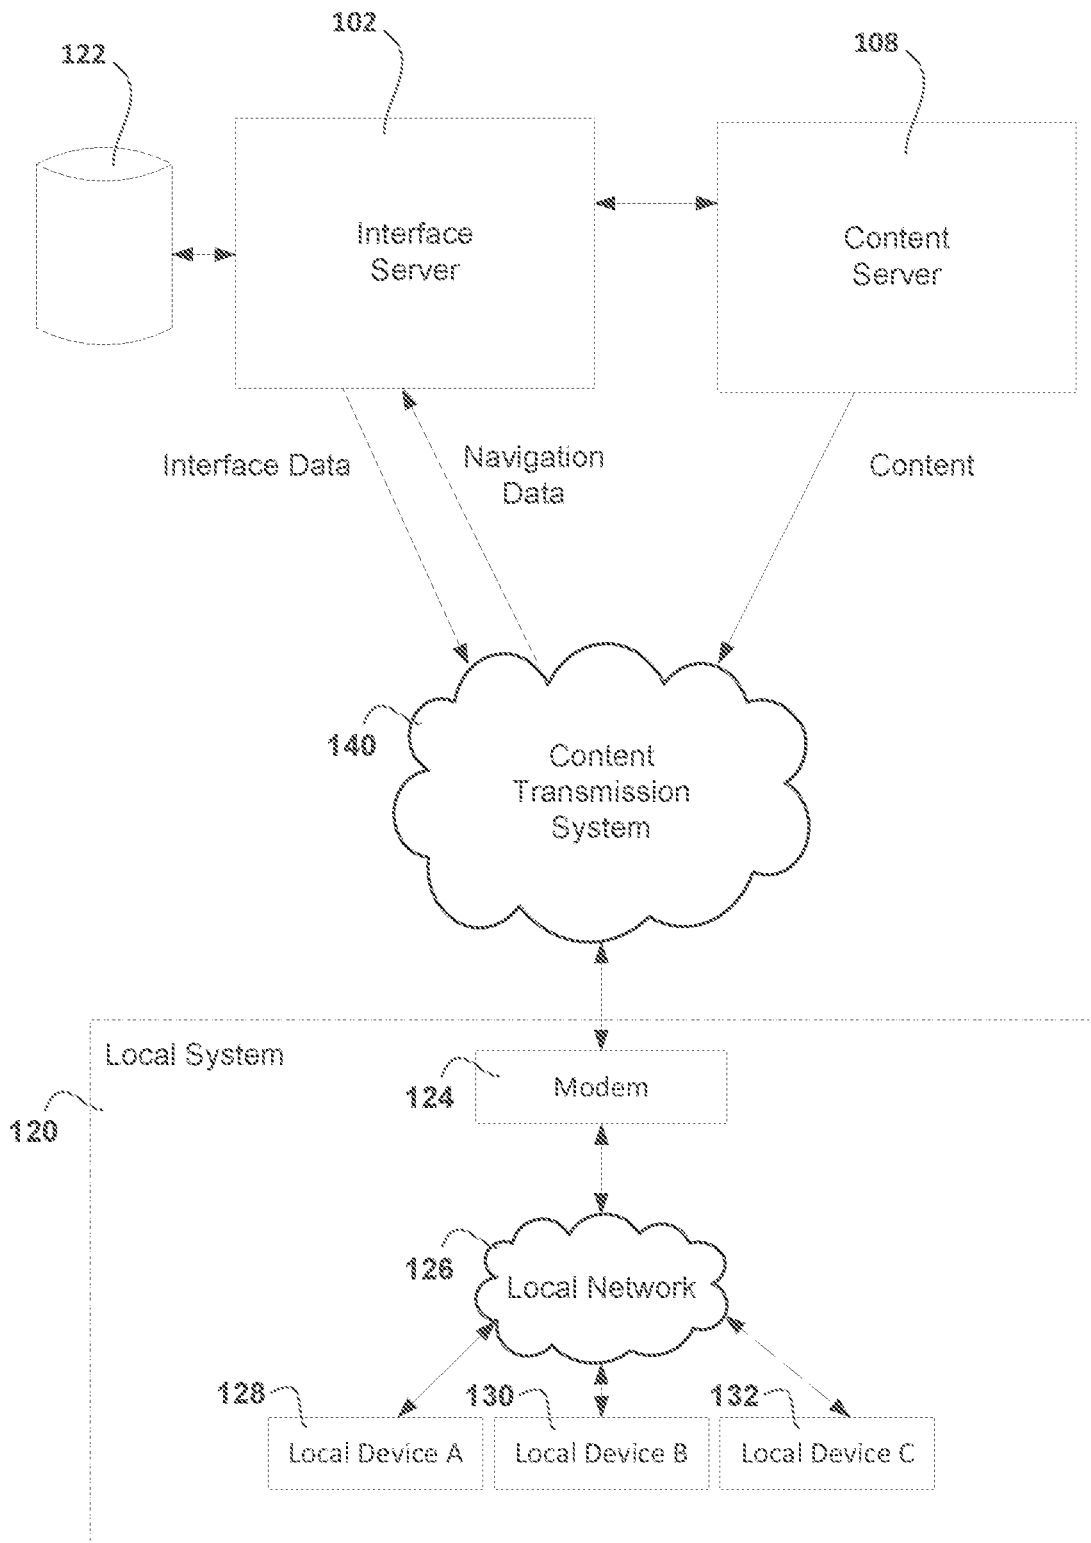 102
108
122
Interface
Server
Content
Server
Interface Data
Navigation
Data
Content
140
Content
Transmission
System
Local System
124
Modem
120
126
Local Network
128
130
132
Local Device A
Local Device B
Local Device C